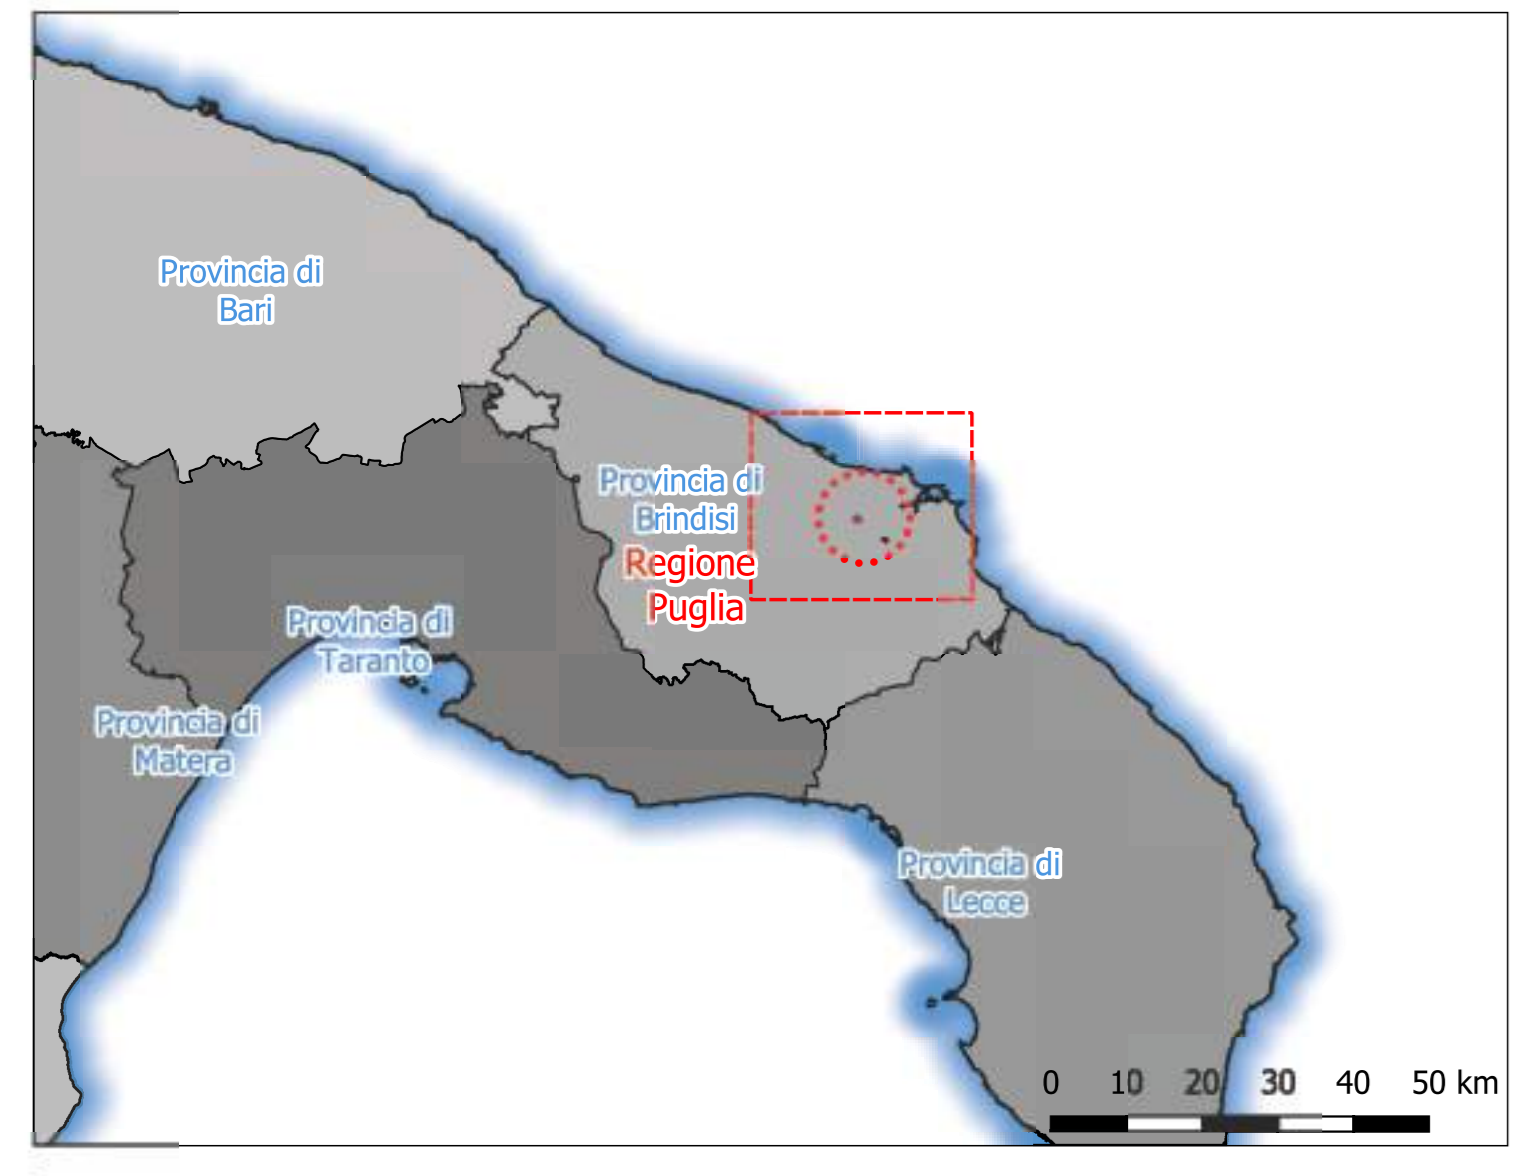 Provincia di
Bari
Provincia di
Brindisi
Regione
Puglia
Provincia di
Taranto
Provincia di
Matera
Provincia di
Lecce
0 10 20 30 40 50 km